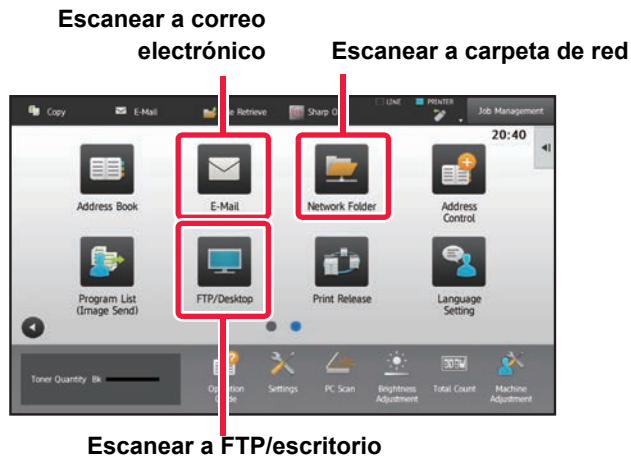 Escanear a correo
electrónico
Escanear a carpeta de red
Copy
E-Mail
Retrieve
Sharp
LINE
PRINTER
Job Management
20:40
Address Book
E-Mail
Network Folder
Address
Control
Program List
(Image Send)
FTP/Desktop
Print Release
Language
Setting
Toner Quantity Bk
Settings
PC Scan
Brightness
Adjustment
Total Count
Machine
Adjustment
Escanear a FTP/escritorio